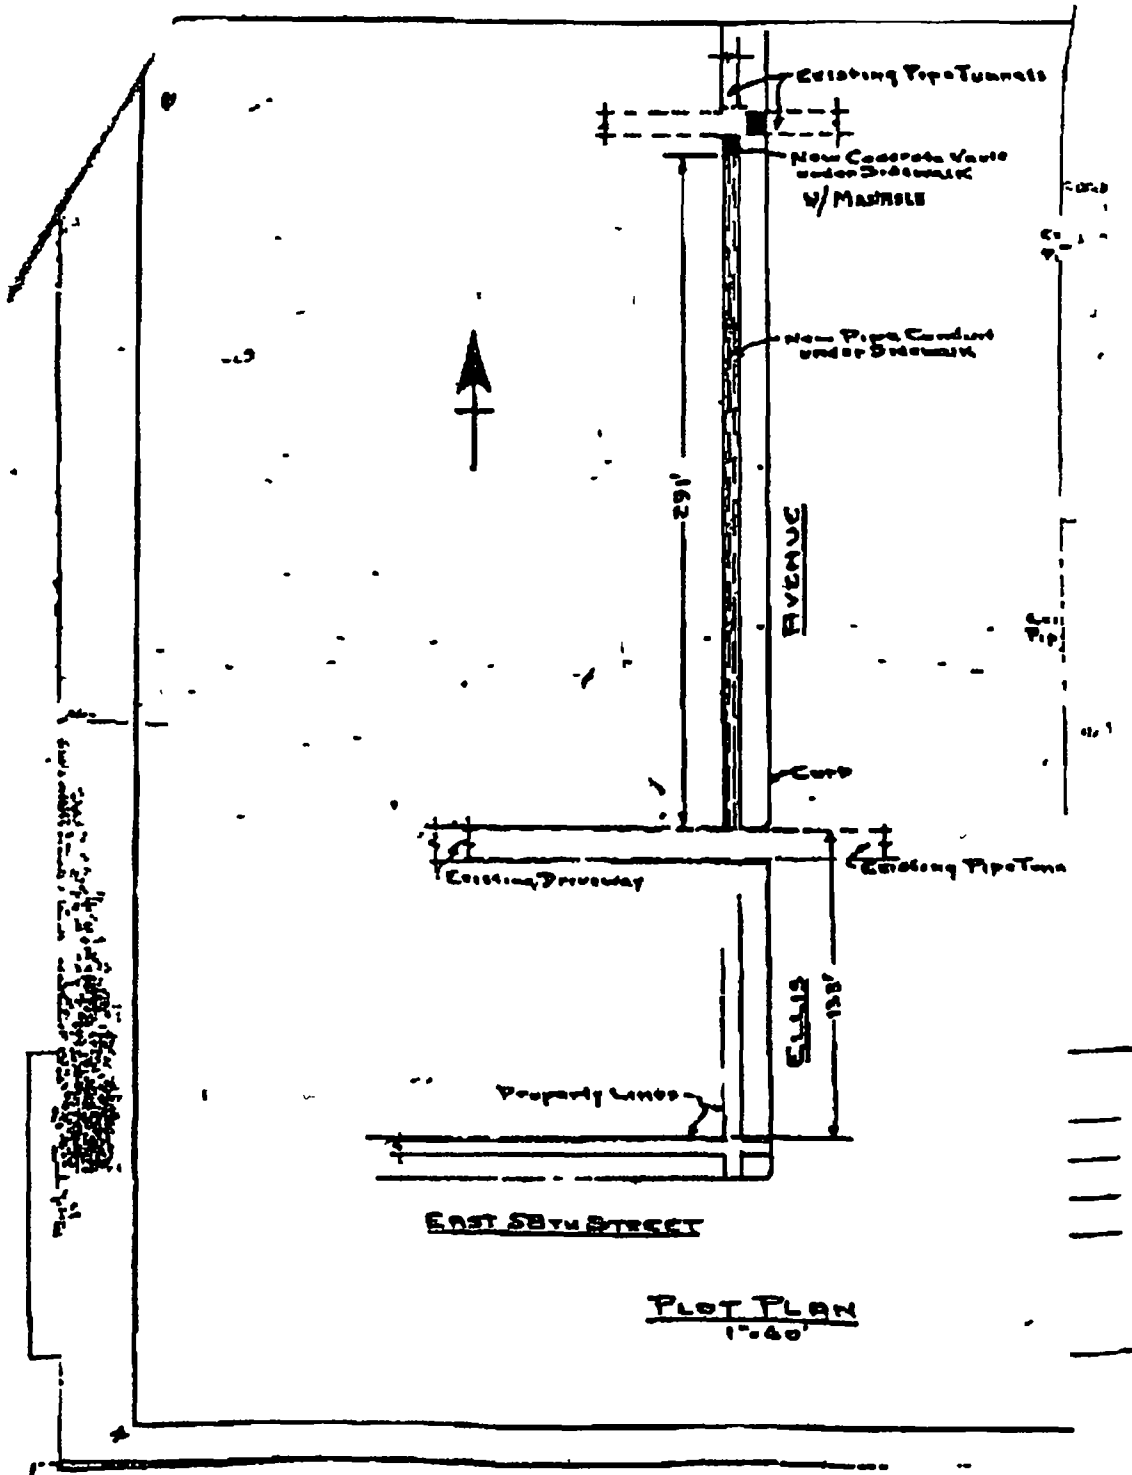 Existing Pipe Tunnels
New Concrete Vault
under Sidewalk
W/ MANHOLE
New Pipe Conduit
under Sidewalk
291'
AVENUE
Curb
Existing Driveway
Existing Pipe Tunn
ELLIS
138'
Property Lines
EAST 58TH STREET
PLOT PLAN
1"=40'